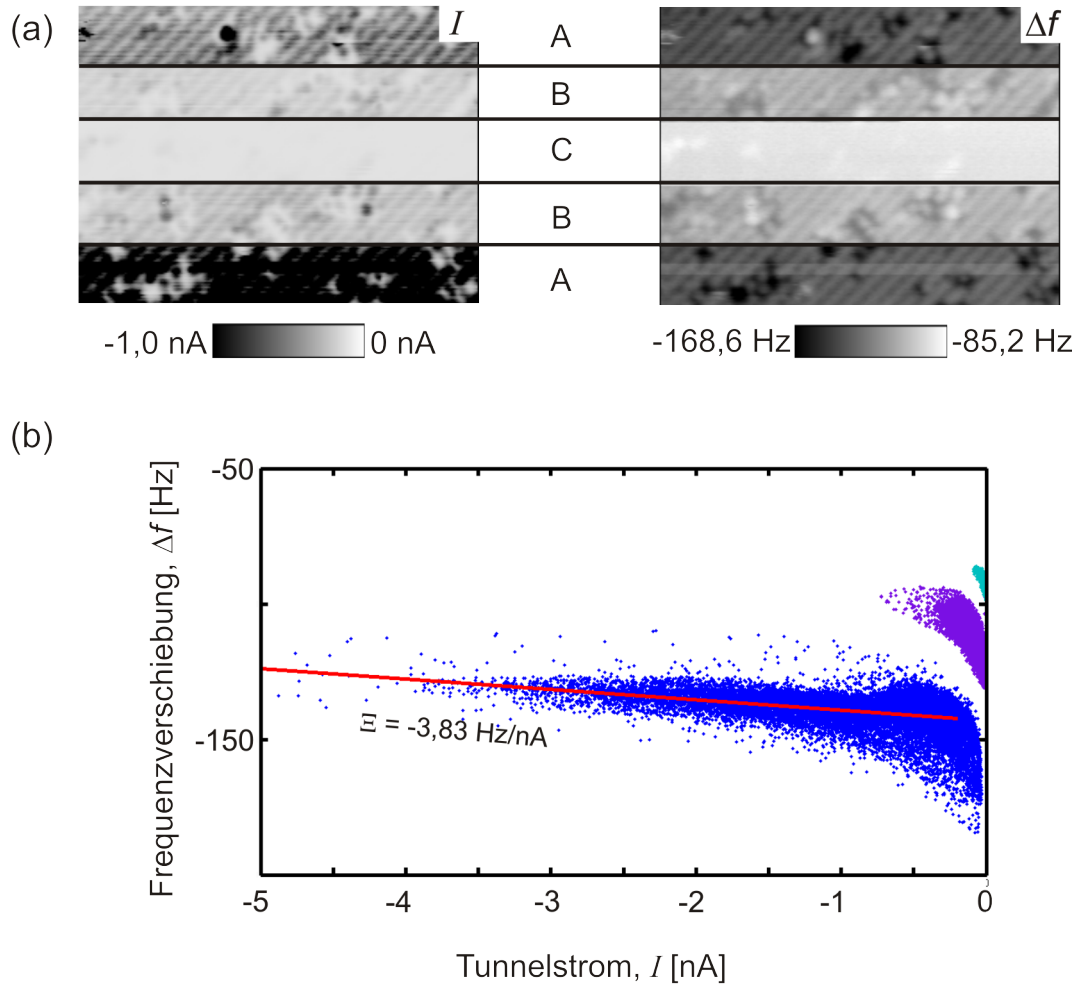 (a)
I
A
Δf
B
C
B
A
-1,0 nA 0 nA
-168,6 Hz -85,2 Hz
(b)
Frequenzverschiebung, Δf [Hz]
-50
-150
Ξ = -3,83 Hz/nA
-5 -4 -3 -2 -1 0
Tunnelstrom, I [nA]